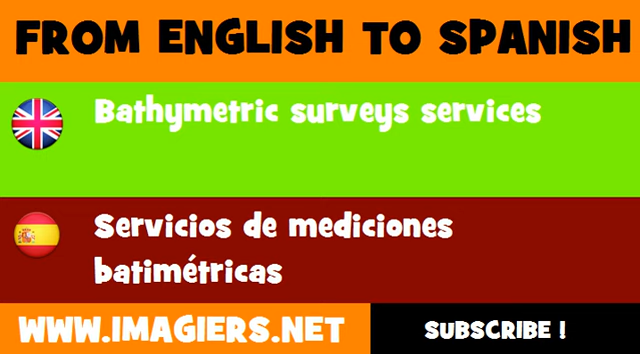 FROM ENGLISH TO SPANISH
Bathymetric surveys services
Servicios de mediciones
batimétricas
WWW.IMAGIERS.NET
SUBSCRIBE !